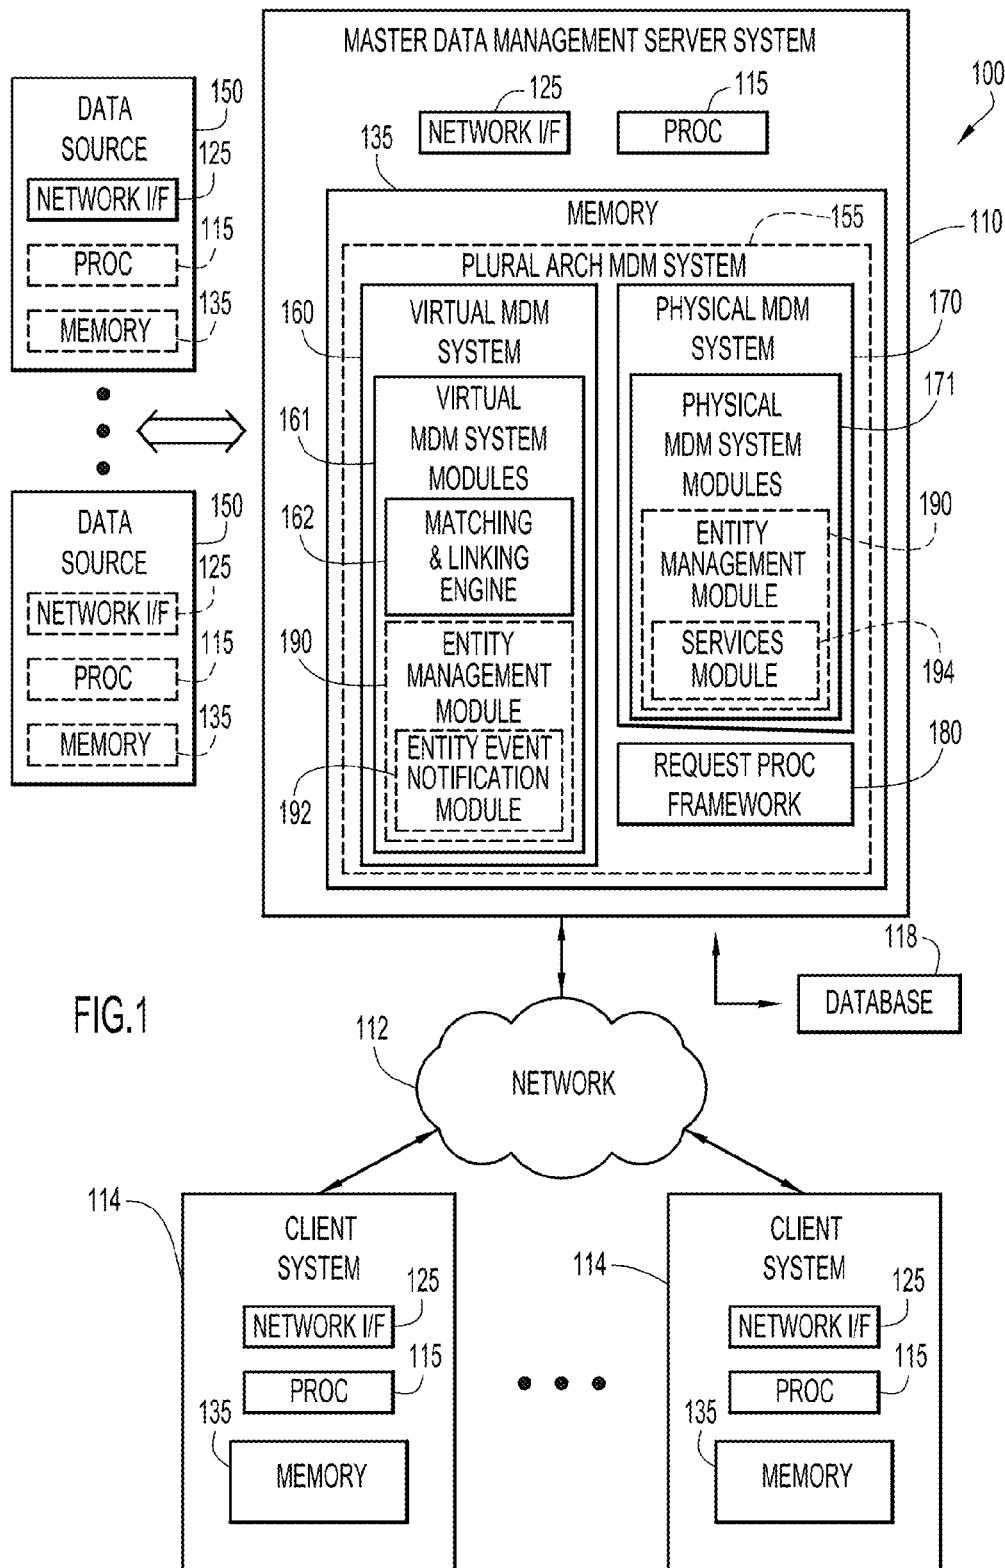 MASTER DATA MANAGEMENT SERVER SYSTEM
100
125
NETWORK I/F
115
PROC
135
MEMORY
110
155
PLURAL ARCH MDM SYSTEM
160
VIRTUAL MDM
SYSTEM
161
VIRTUAL
MDM SYSTEM
MODULES
162
MATCHING
& LINKING
ENGINE
190
ENTITY
MANAGEMENT
MODULE
192
ENTITY EVENT
NOTIFICATION
MODULE
170
PHYSICAL MDM
SYSTEM
171
PHYSICAL
MDM SYSTEM
MODULES
190
ENTITY
MANAGEMENT
MODULE
194
SERVICES
MODULE
180
REQUEST PROC
FRAMEWORK
150
DATA
SOURCE
125
NETWORK I/F
115
PROC
135
MEMORY
150
DATA
SOURCE
125
NETWORK I/F
115
PROC
135
MEMORY
118
DATABASE
FIG.1
112
NETWORK
114
CLIENT
SYSTEM
125
NETWORK I/F
115
PROC
135
MEMORY
114
CLIENT
SYSTEM
125
NETWORK I/F
115
PROC
135
MEMORY